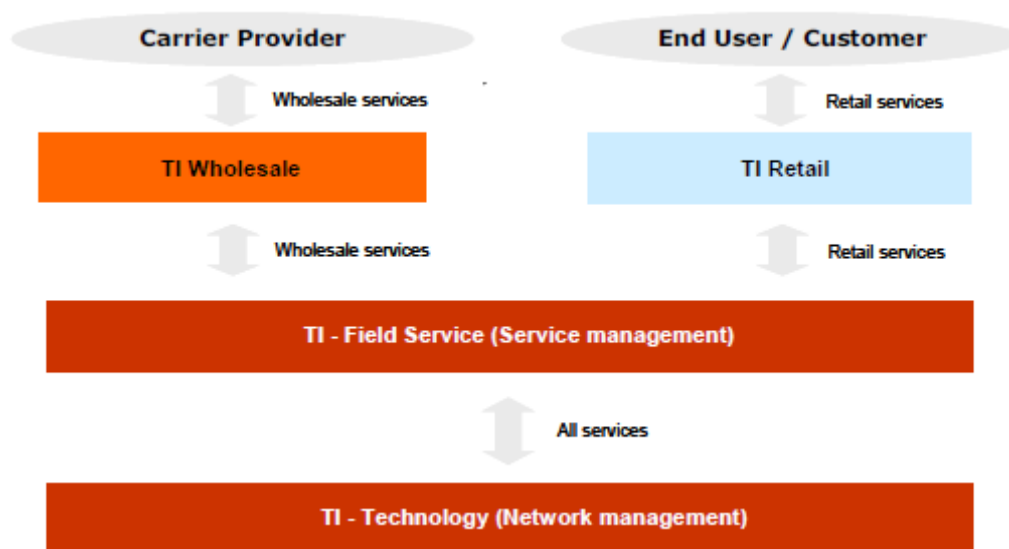 Carrier Provider
End User / Customer
Wholesale services
Retail services
TI Wholesale
TI Retail
Wholesale services
Retail services
TI - Field Service (Service management)
All services
TI - Technology (Network management)